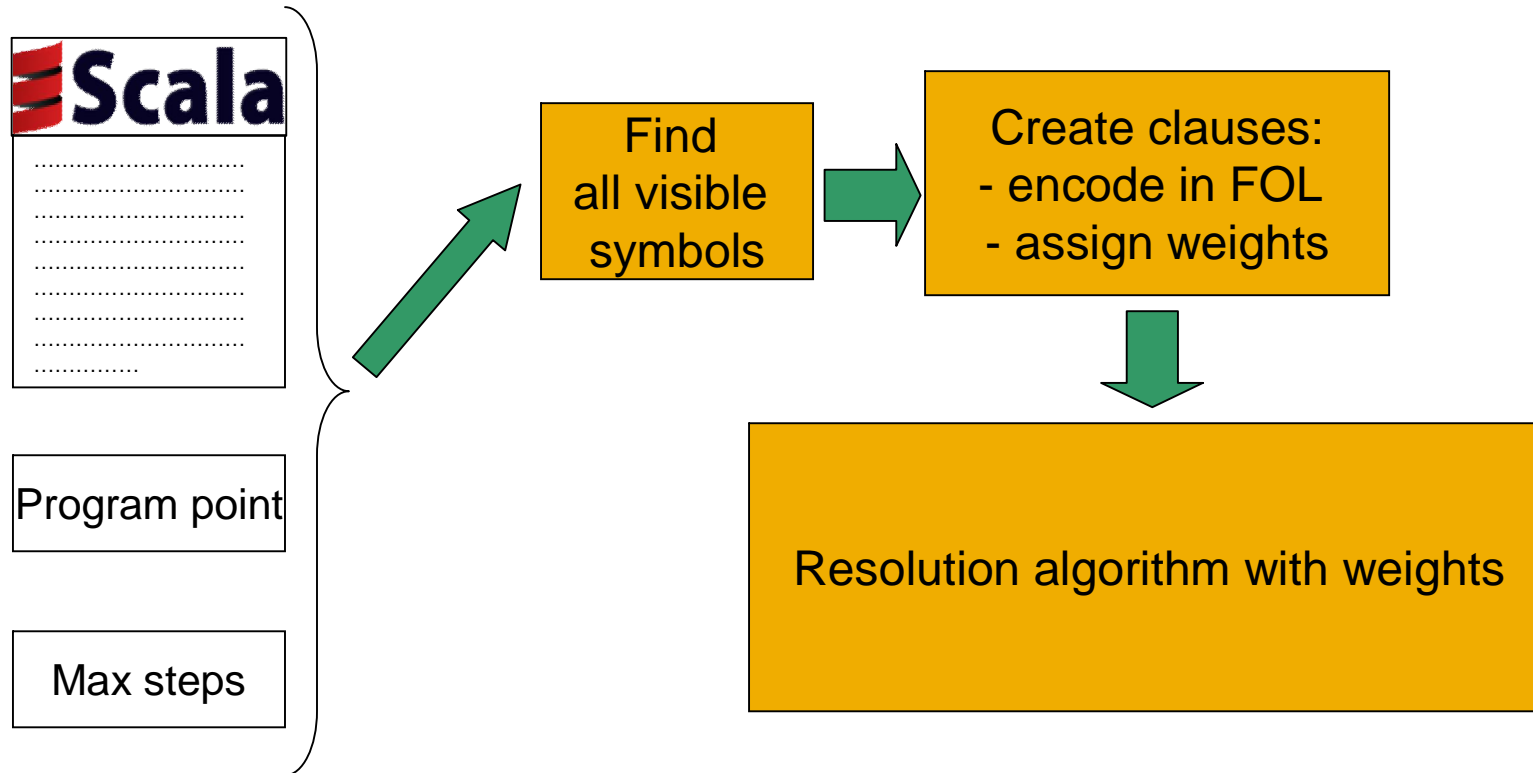 Scala
..............................
..............................
..............................
..............................
..............................
..............................
..............................
..............................
...............
Program point
Max steps
Find
all visible
symbols
Create clauses:
- encode in FOL
- assign weights
Resolution algorithm with weights